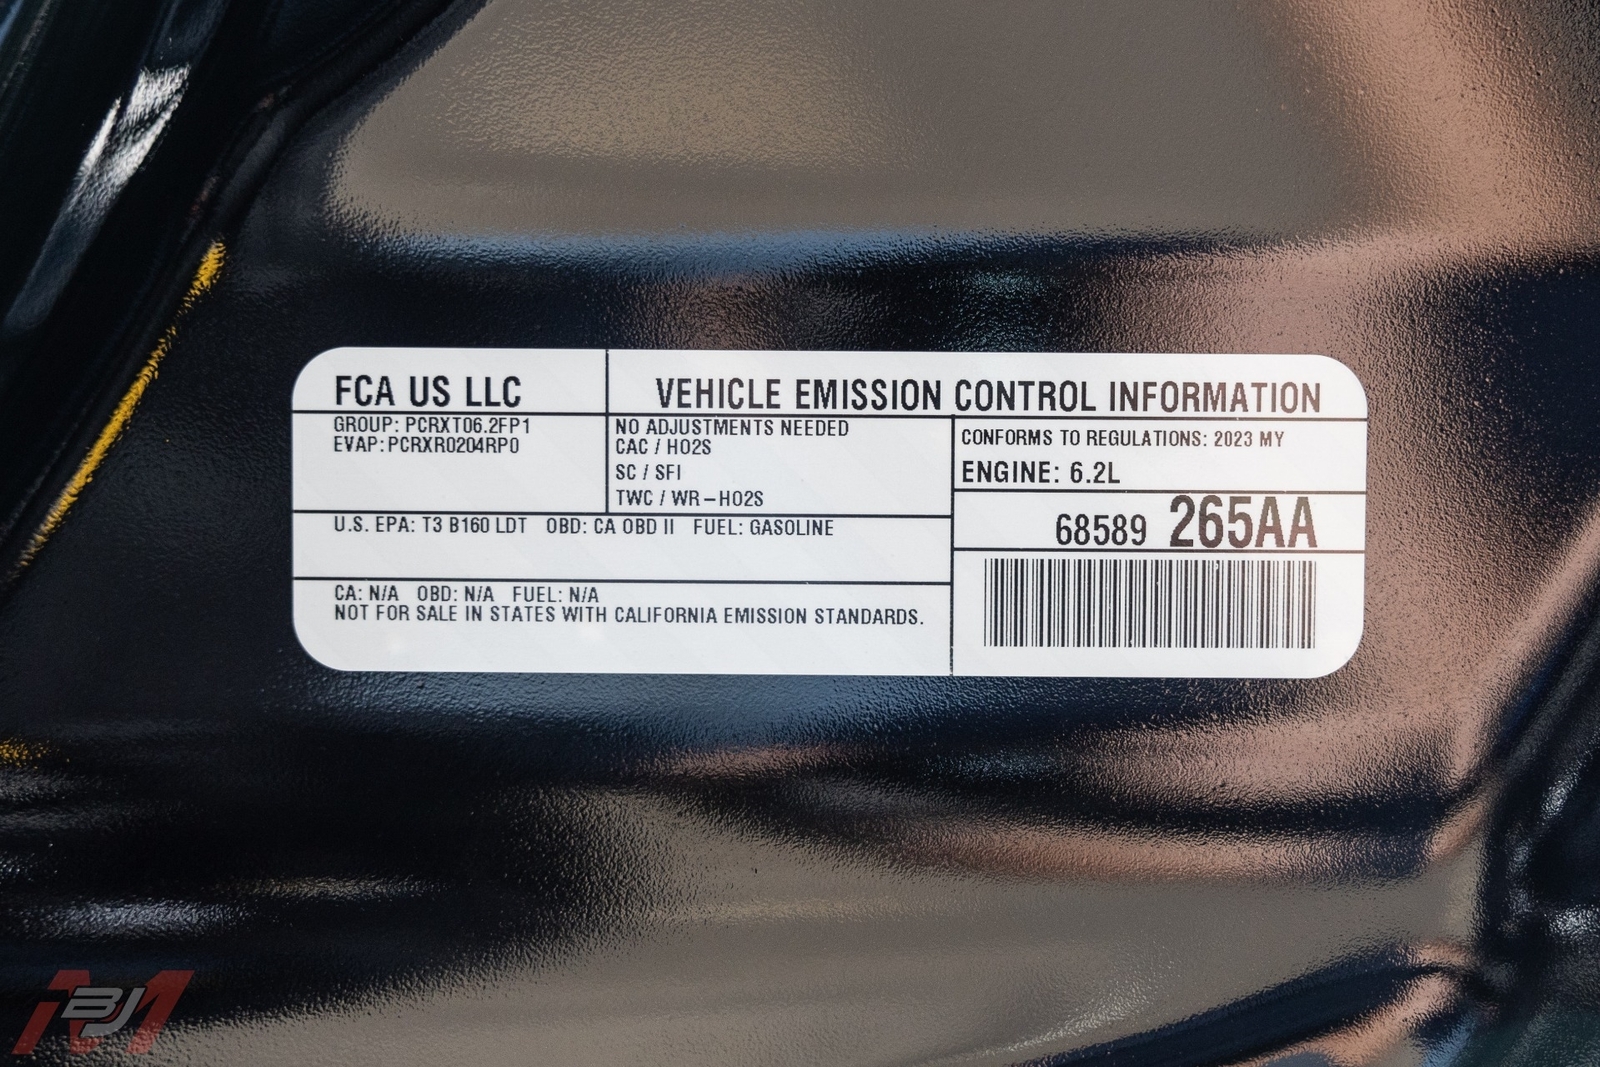 FCA US LLC
VEHICLE EMISSION CONTROL INFORMATION
GROUP: PCRXT06.2FP1
EVAP: PCRXR0204RP0
NO ADJUSTMENTS NEEDED
CAC / HO2S
SC / SFI
TWC / WR-HO2S
CONFORMS TO REGULATIONS: 2023 MY
ENGINE: 6.2L
68589 265AA
U.S. EPA: T3 B160 LDT OBD: CA OBD II FUEL: GASOLINE
CA: N/A OBD: N/A FUEL: N/A
NOT FOR SALE IN STATES WITH CALIFORNIA EMISSION STANDARDS.
BJM